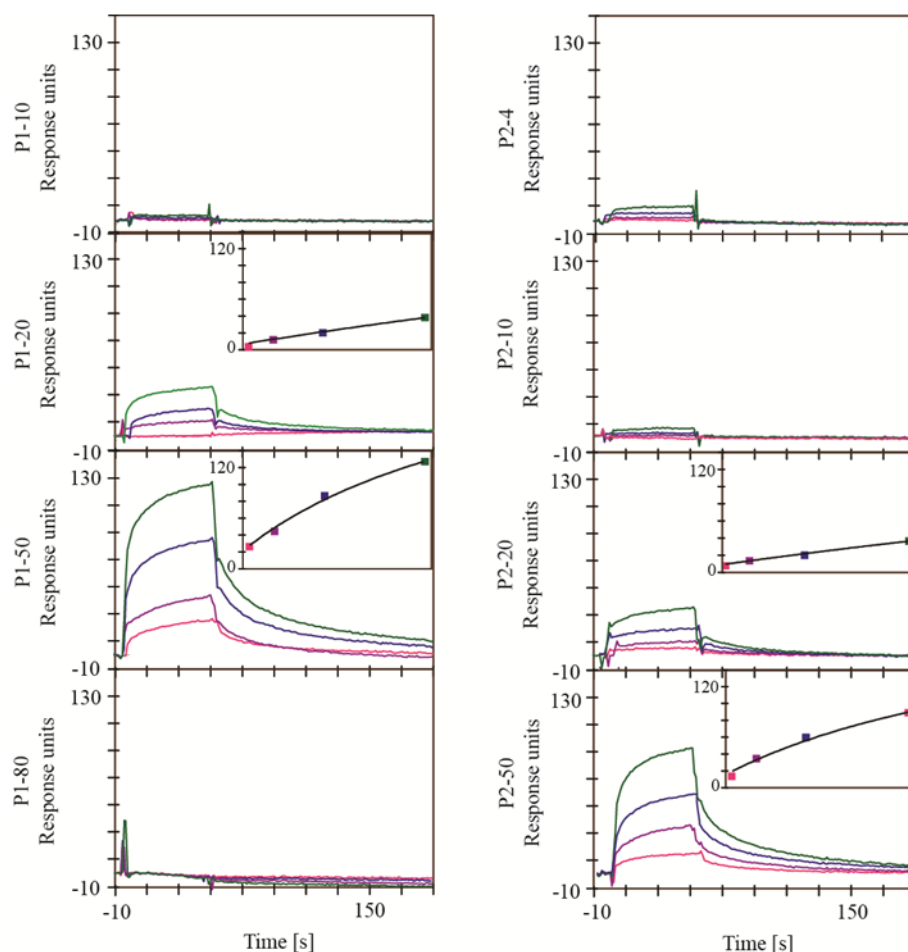 P1-10
Response units
130
-10
P1-20
Response units
130
-10
120
0
P1-50
Response units
130
-10
120
0
P1-80
Response units
130
-10
-10
150
Time [s]
P2-4
Response units
130
-10
P2-10
Response units
130
-10
P2-20
Response units
130
-10
120
0
P2-50
Response units
130
-10
120
0
-10
150
Time [s]